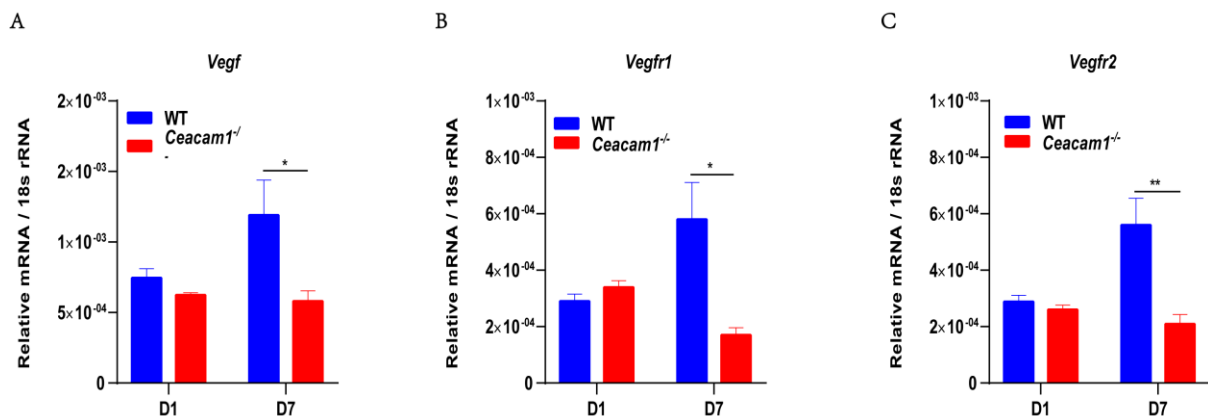 A
Vegf
Relative mRNA / 18s rRNA
2×10⁻⁰³
2×10⁻⁰³
1×10⁻⁰³
5×10⁻⁰⁴
0
WT
Ceacam1⁻/
-
*
D1 D7
B
Vegfr1
Relative mRNA / 18s rRNA
1×10⁻⁰³
8×10⁻⁰⁴
6×10⁻⁰⁴
4×10⁻⁰⁴
2×10⁻⁰⁴
0
WT
Ceacam1⁻/⁻
*
D1 D7
C
Vegfr2
Relative mRNA / 18s rRNA
1×10⁻⁰³
8×10⁻⁰⁴
6×10⁻⁰⁴
4×10⁻⁰⁴
2×10⁻⁰⁴
0
WT
Ceacam1⁻/⁻
**
D1 D7